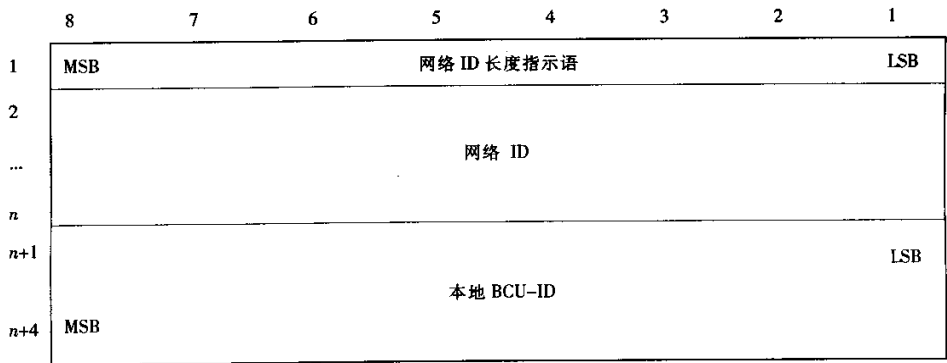 8 7 6 5 4 3 2 1
1 MSB 网络 ID 长度指示语 LSB
2
网络 ID
...
n
n+1 LSB
本地 BCU-ID
n+4 MSB